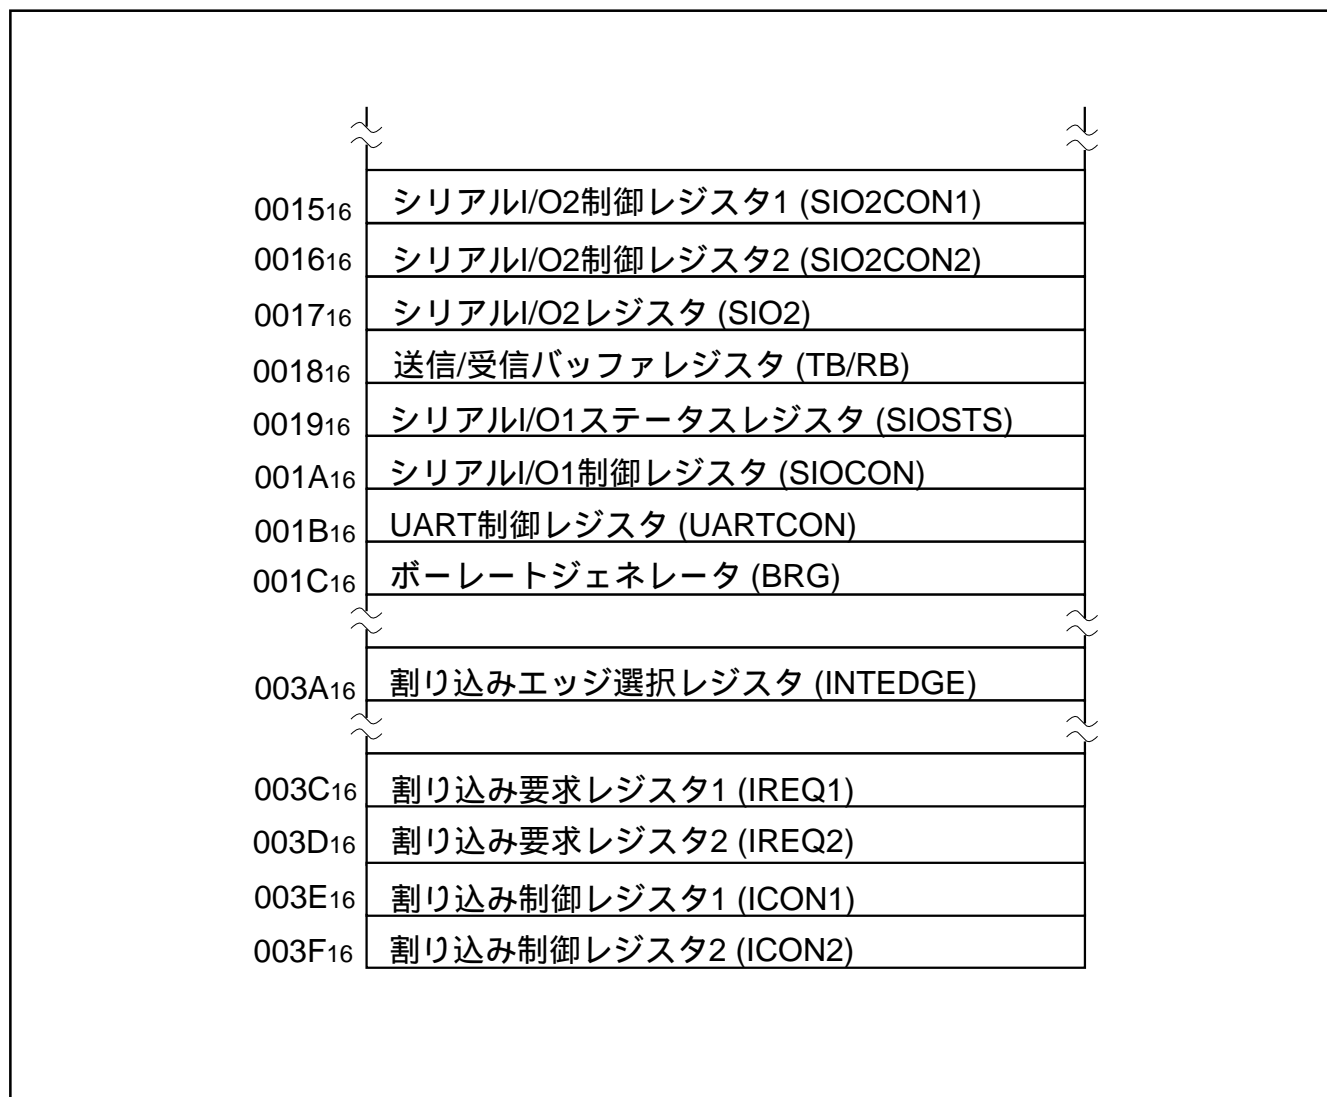 001516 シリアルI/O2制御レジスタ1 (SIO2CON1)
001616 シリアルI/O2制御レジスタ2 (SIO2CON2)
001716 シリアルI/O2レジスタ (SIO2)
001816 送信/受信バッファレジスタ (TB/RB)
001916 シリアルI/O1ステータスレジスタ (SIOSTS)
001A16 シリアルI/O1制御レジスタ (SIOCON)
001B16 UART制御レジスタ (UARTCON)
001C16 ボーレートジェネレータ (BRG)
003A16 割り込みエッジ選択レジスタ (INTEDGE)
003C16 割り込み要求レジスタ1 (IREQ1)
003D16 割り込み要求レジスタ2 (IREQ2)
003E16 割り込み制御レジスタ1 (ICON1)
003F16 割り込み制御レジスタ2 (ICON2)